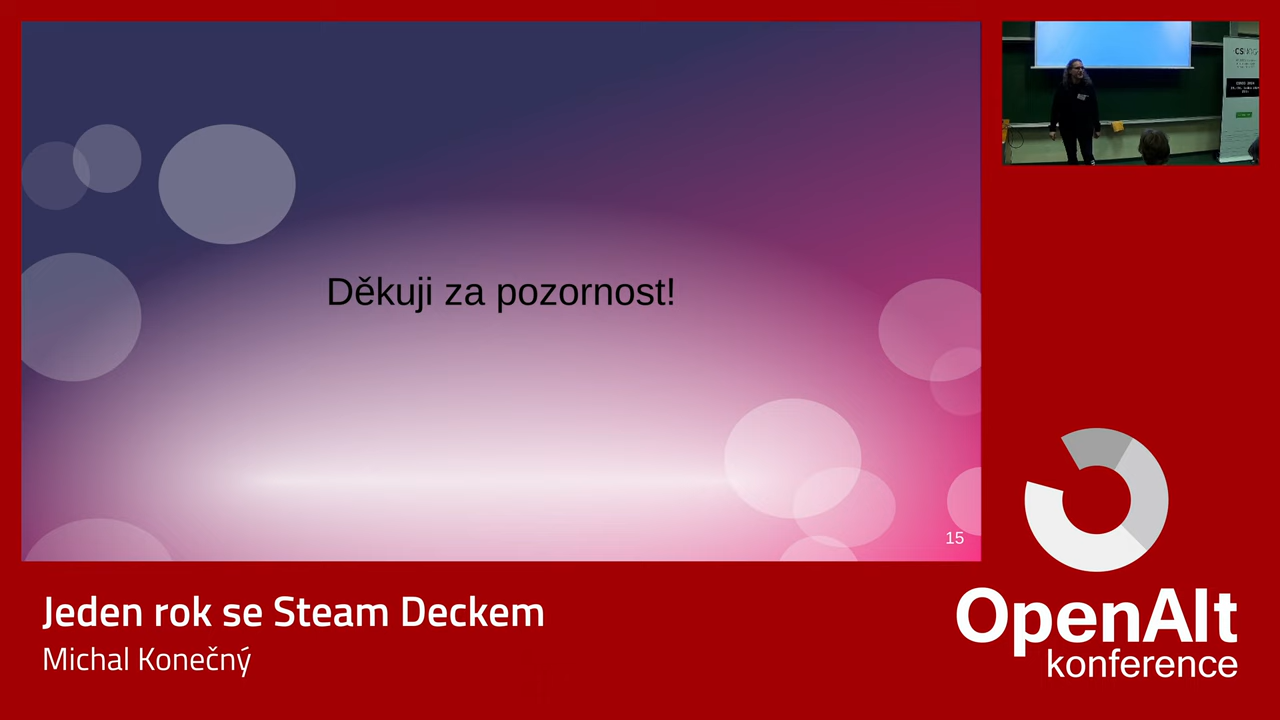 Děkuji za pozornost!
15
Jeden rok se Steam Deckem
Michal Konečný
OpenAlt
konference